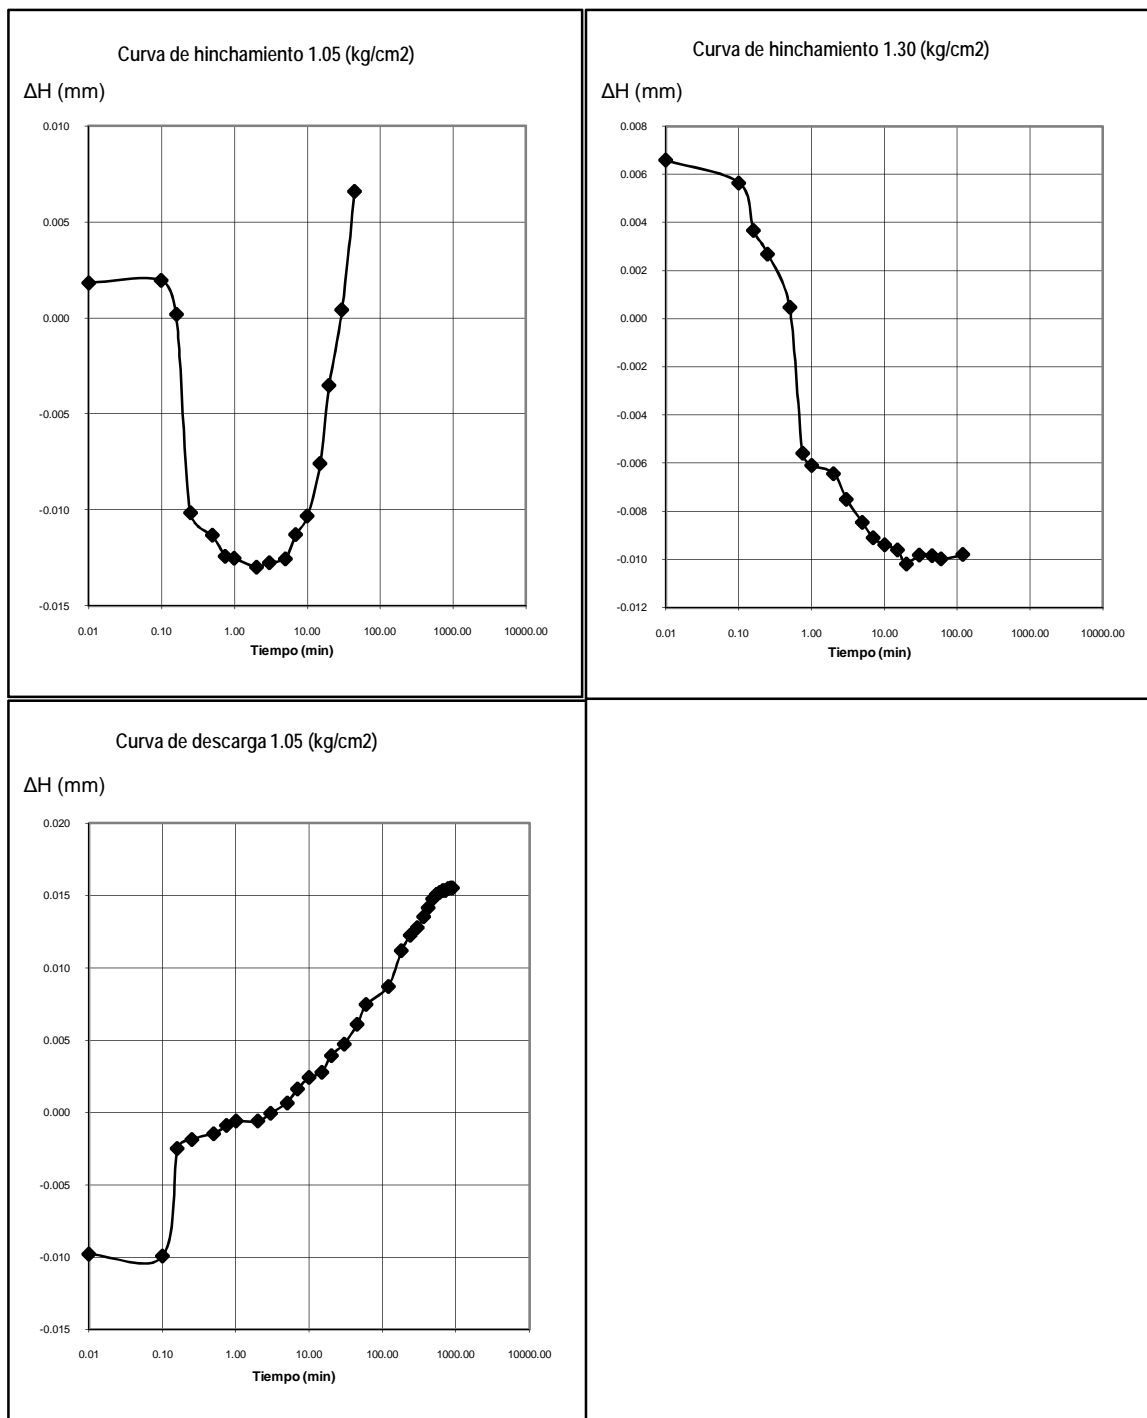 Curva de hinchamiento 1.05 (kg/cm2)
ΔH (mm)
0.010
0.005
0.000
-0.005
-0.010
-0.015
0.01 0.10 1.00 10.00 100.00 1000.00 10000.00
Tiempo (min)
Curva de hinchamiento 1.30 (kg/cm2)
ΔH (mm)
0.008
0.006
0.004
0.002
0.000
-0.002
-0.004
-0.006
-0.008
-0.010
-0.012
0.01 0.10 1.00 10.00 100.00 1000.00 10000.00
Tiempo (min)
Curva de descarga 1.05 (kg/cm2)
ΔH (mm)
0.020
0.015
0.010
0.005
0.000
-0.005
-0.010
-0.015
0.01 0.10 1.00 10.00 100.00 1000.00 10000.00
Tiempo (min)